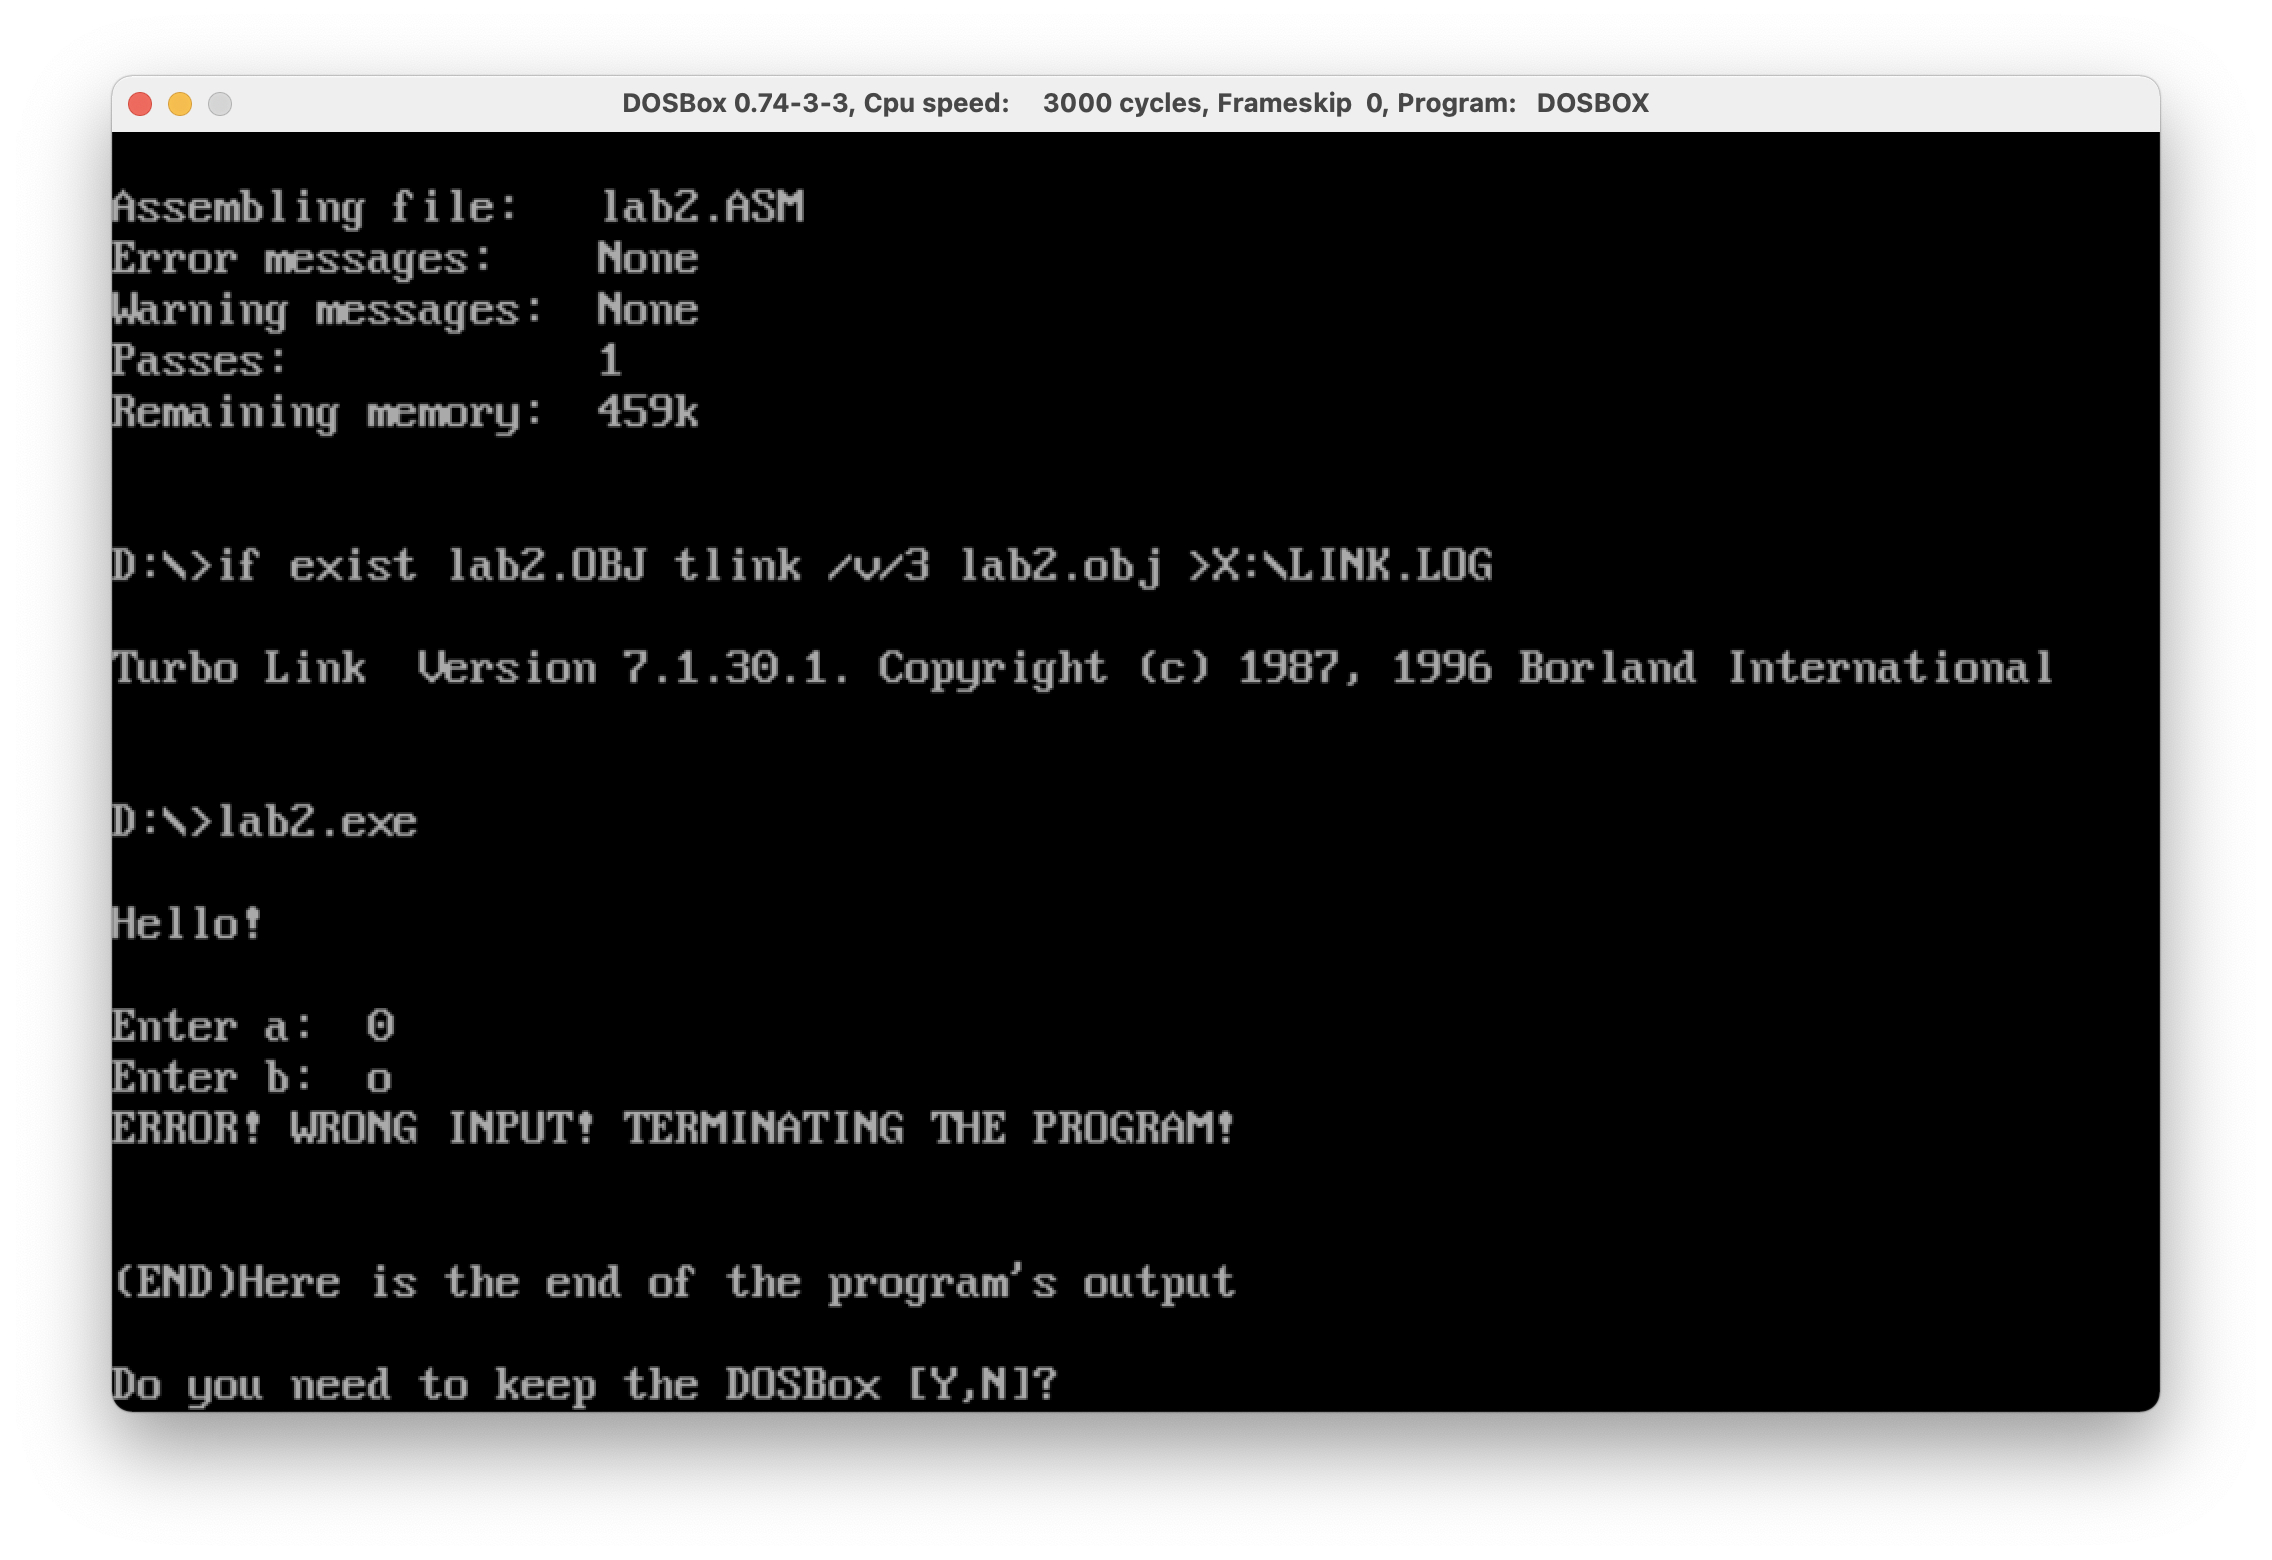 DOSBox 0.74-3-3, Cpu speed:    3000 cycles, Frameskip  0, Program:   DOSBOX
Assembling file:   lab2.ASM
Error messages:    None
Warning messages:  None
Passes:            1
Remaining memory:  459k
D:\>if exist lab2.OBJ tlink /v/3 lab2.obj >X:\LINK.LOG
Turbo Link  Version 7.1.30.1. Copyright (c) 1987, 1996 Borland International
D:\>lab2.exe
Hello!
Enter a:  0
Enter b:  o
ERROR! WRONG INPUT! TERMINATING THE PROGRAM!
(END)Here is the end of the program's output
Do you need to keep the DOSBox [Y,N]?